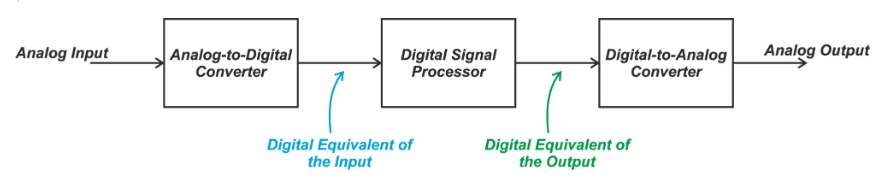 Analog Input
Analog-to-Digital
Converter
Digital Signal
Processor
Digital-to-Analog
Converter
Analog Output
Digital Equivalent of
the Input
Digital Equivalent of
the Output